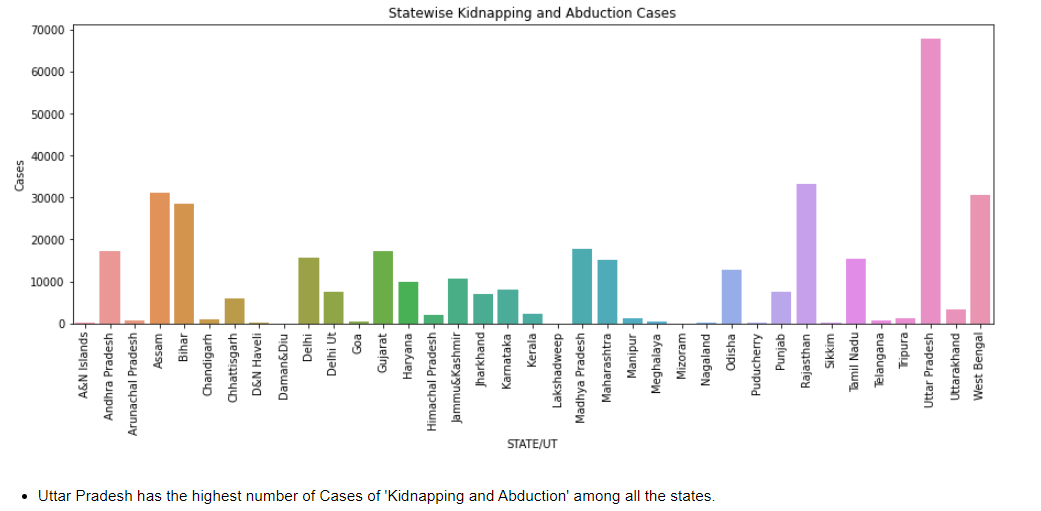 Statewise Kidnapping and Abduction Cases
70000
60000
50000
40000
30000
20000
10000
0
Cases
A&N Islands
Andhra Pradesh
Arunachal Pradesh
Assam
Bihar
Chandigarh
Chhattisgarh
D&N Haveli
Daman&Diu
Delhi
Delhi Ut
Goa
Gujarat
Haryana
Himachal Pradesh
Jammu&Kashmir
Jharkhand
Karnataka
Kerala
Lakshadweep
Madhya Pradesh
Maharashtra
Manipur
Meghalaya
Mizoram
Nagaland
Odisha
Puducherry
Punjab
Rajasthan
Sikkim
Tamil Nadu
Telangana
Tripura
Uttar Pradesh
Uttarakhand
West Bengal
STATE/UT
• Uttar Pradesh has the highest number of Cases of 'Kidnapping and Abduction' among all the states.